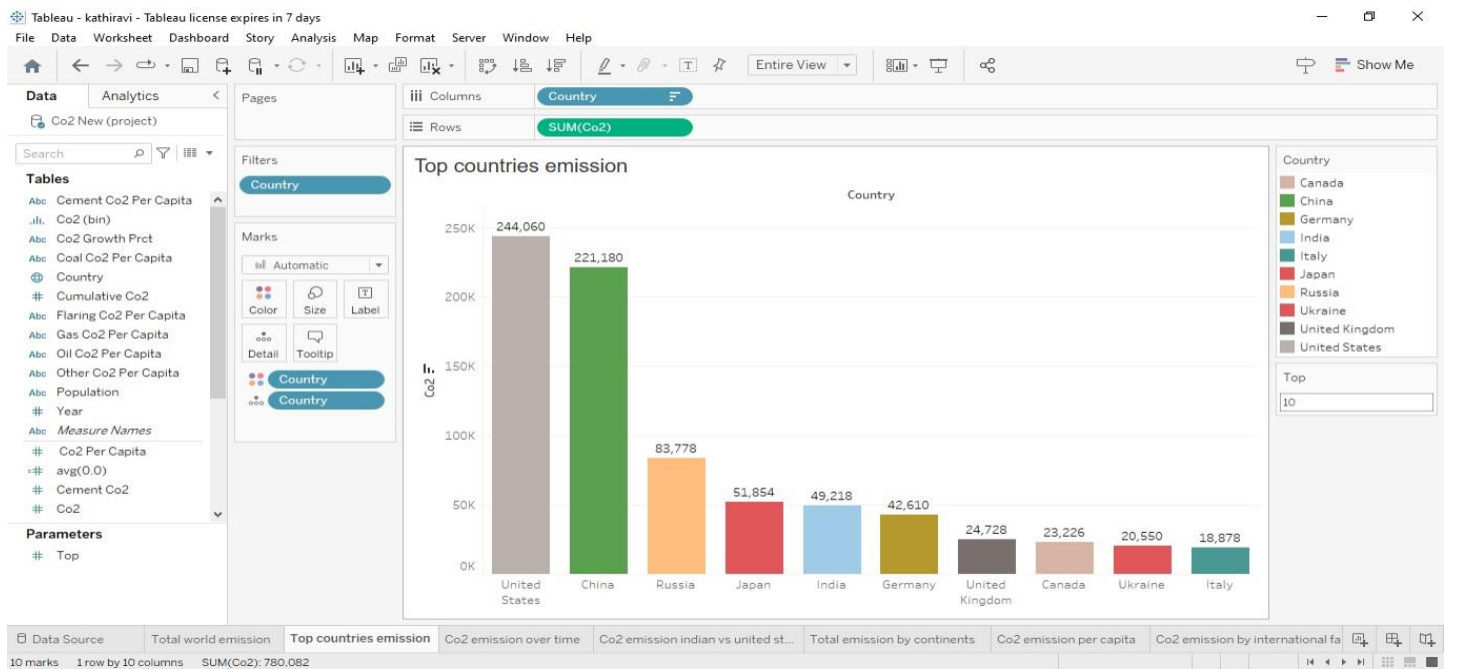 Tableau - kathiravi - Tableau license expires in 7 days
File Data Worksheet Dashboard Story Analysis Map Format Server Window Help
Entire View
Show Me
Data Analytics
Co2 New (project)
Search
Tables
Abc Cement Co2 Per Capita
Co2 (bin)
Abc Co2 Growth Prct
Abc Coal Co2 Per Capita
Country
# Cumulative Co2
Abc Flaring Co2 Per Capita
Abc Gas Co2 Per Capita
Abc Oil Co2 Per Capita
Abc Other Co2 Per Capita
Abc Population
# Year
Abc Measure Names
# Co2 Per Capita
=# avg(0.0)
# Cement Co2
# Co2
Parameters
# Top
Pages
Filters
Country
Marks
Automatic
Color Size Label
Detail Tooltip
Country
Country
Columns Country
Rows SUM(Co2)
Top countries emission
Country
Co2
250K
200K
150K
100K
50K
0K
244,060
221,180
83,778
51,854
49,218
42,610
24,728
23,226
20,550
18,878
United States
China
Russia
Japan
India
Germany
United Kingdom
Canada
Ukraine
Italy
Country
Canada
China
Germany
India
Italy
Japan
Russia
Ukraine
United Kingdom
United States
Top
10
Data Source Total world emission Top countries emission Co2 emission over time Co2 emission indian vs united st... Total emission by continents Co2 emission per capita Co2 emission by international fa
10 marks 1 row by 10 columns SUM(Co2): 780,082